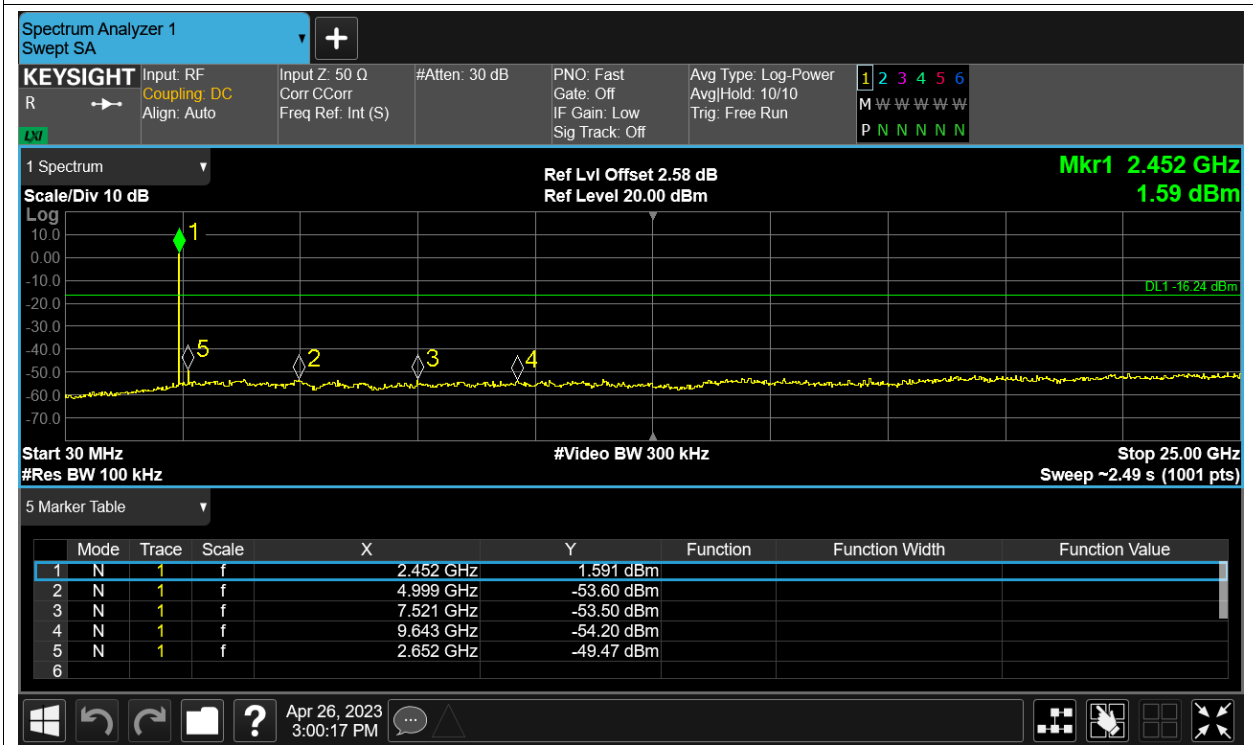 Spectrum Analyzer 1
Swept SA
KEYSIGHT
R
LXI
Input: RF
Coupling: DC
Align: Auto
Input Z: 50 Ω
Corr CCorr
Freq Ref: Int (S)
#Atten: 30 dB
PNO: Fast
Gate: Off
IF Gain: Low
Sig Track: Off
Avg Type: Log-Power
Avg|Hold: 10/10
Trig: Free Run
1 2 3 4 5 6
M W W W W W
P N N N N N
1 Spectrum
Scale/Div 10 dB
Ref Lvl Offset 2.58 dB
Ref Level 20.00 dBm
Mkr1 2.452 GHz
1.59 dBm
Log
10.0
0.00
-10.0
-20.0
-30.0
-40.0
-50.0
-60.0
-70.0
1
DL1 -16.24 dBm
5
2
3
4
Start 30 MHz
#Video BW 300 kHz
Stop 25.00 GHz
#Res BW 100 kHz
Sweep ~2.49 s (1001 pts)
5 Marker Table
Mode Trace Scale X Y Function Function Width Function Value
1 N 1 f 2.452 GHz 1.591 dBm
2 N 1 f 4.999 GHz -53.60 dBm
3 N 1 f 7.521 GHz -53.50 dBm
4 N 1 f 9.643 GHz -54.20 dBm
5 N 1 f 2.652 GHz -49.47 dBm
6
?
Apr 26, 2023
3:00:17 PM